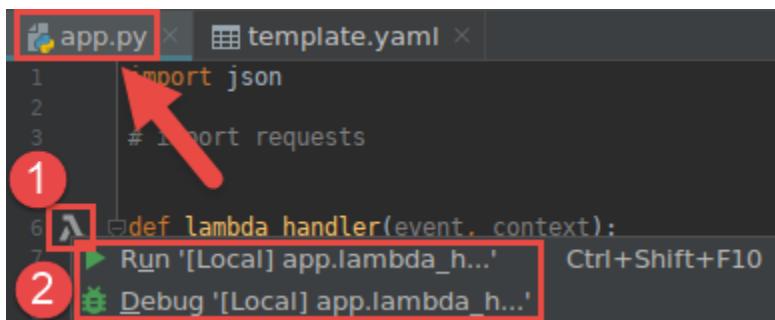 app.py template.yaml
1 import json
2
3 # import requests
1
6 def lambda_handler(event, context):
7 Run '[Local] app.lambda_h...' Ctrl+Shift+F10
2 Debug '[Local] app.lambda_h...'